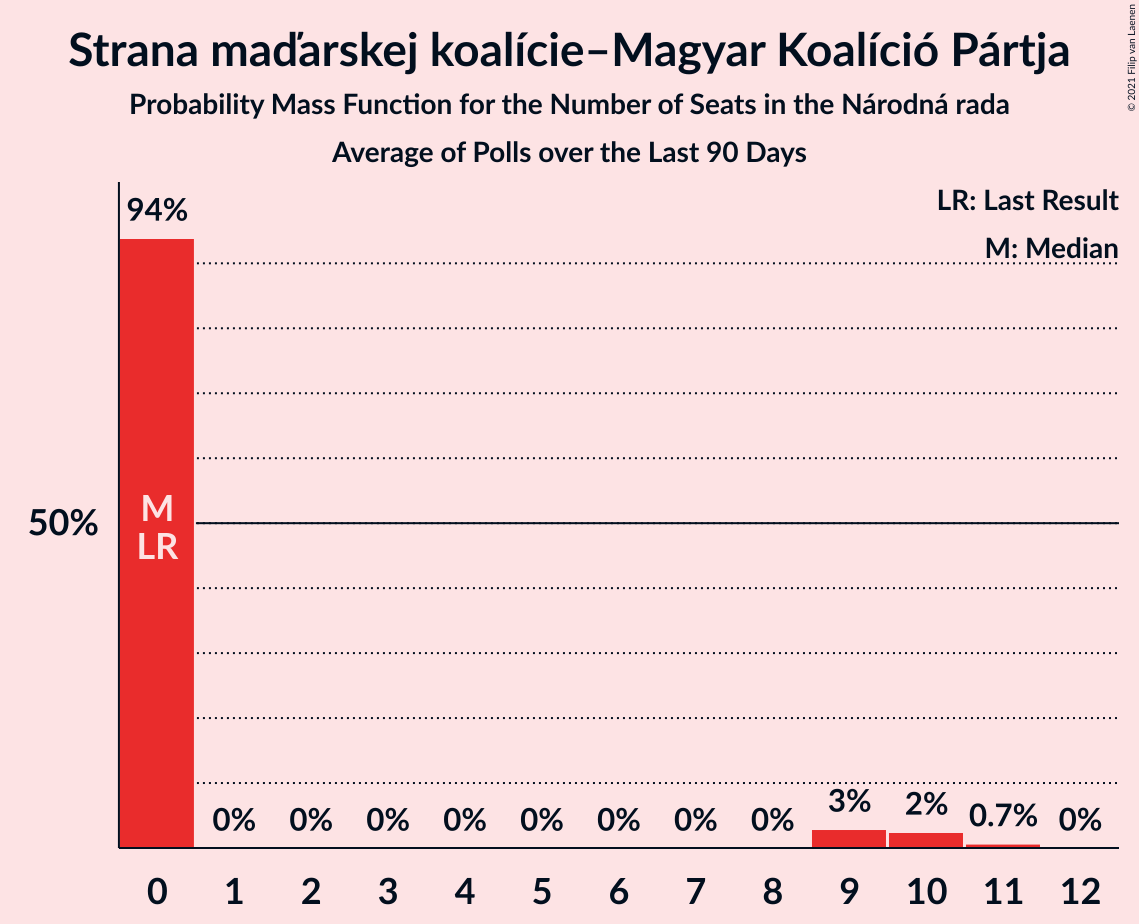 Strana maďarskej koalície–Magyar Koalíció Pártja
Probability Mass Function for the Number of Seats in the Národná rada
Average of Polls over the Last 90 Days
© 2021 Filip van Laenen
LR: Last Result
M: Median
94%
50%
M
LR
0% 0% 0% 0% 0% 0% 0% 0% 3% 2% 0.7% 0%
0 1 2 3 4 5 6 7 8 9 10 11 12